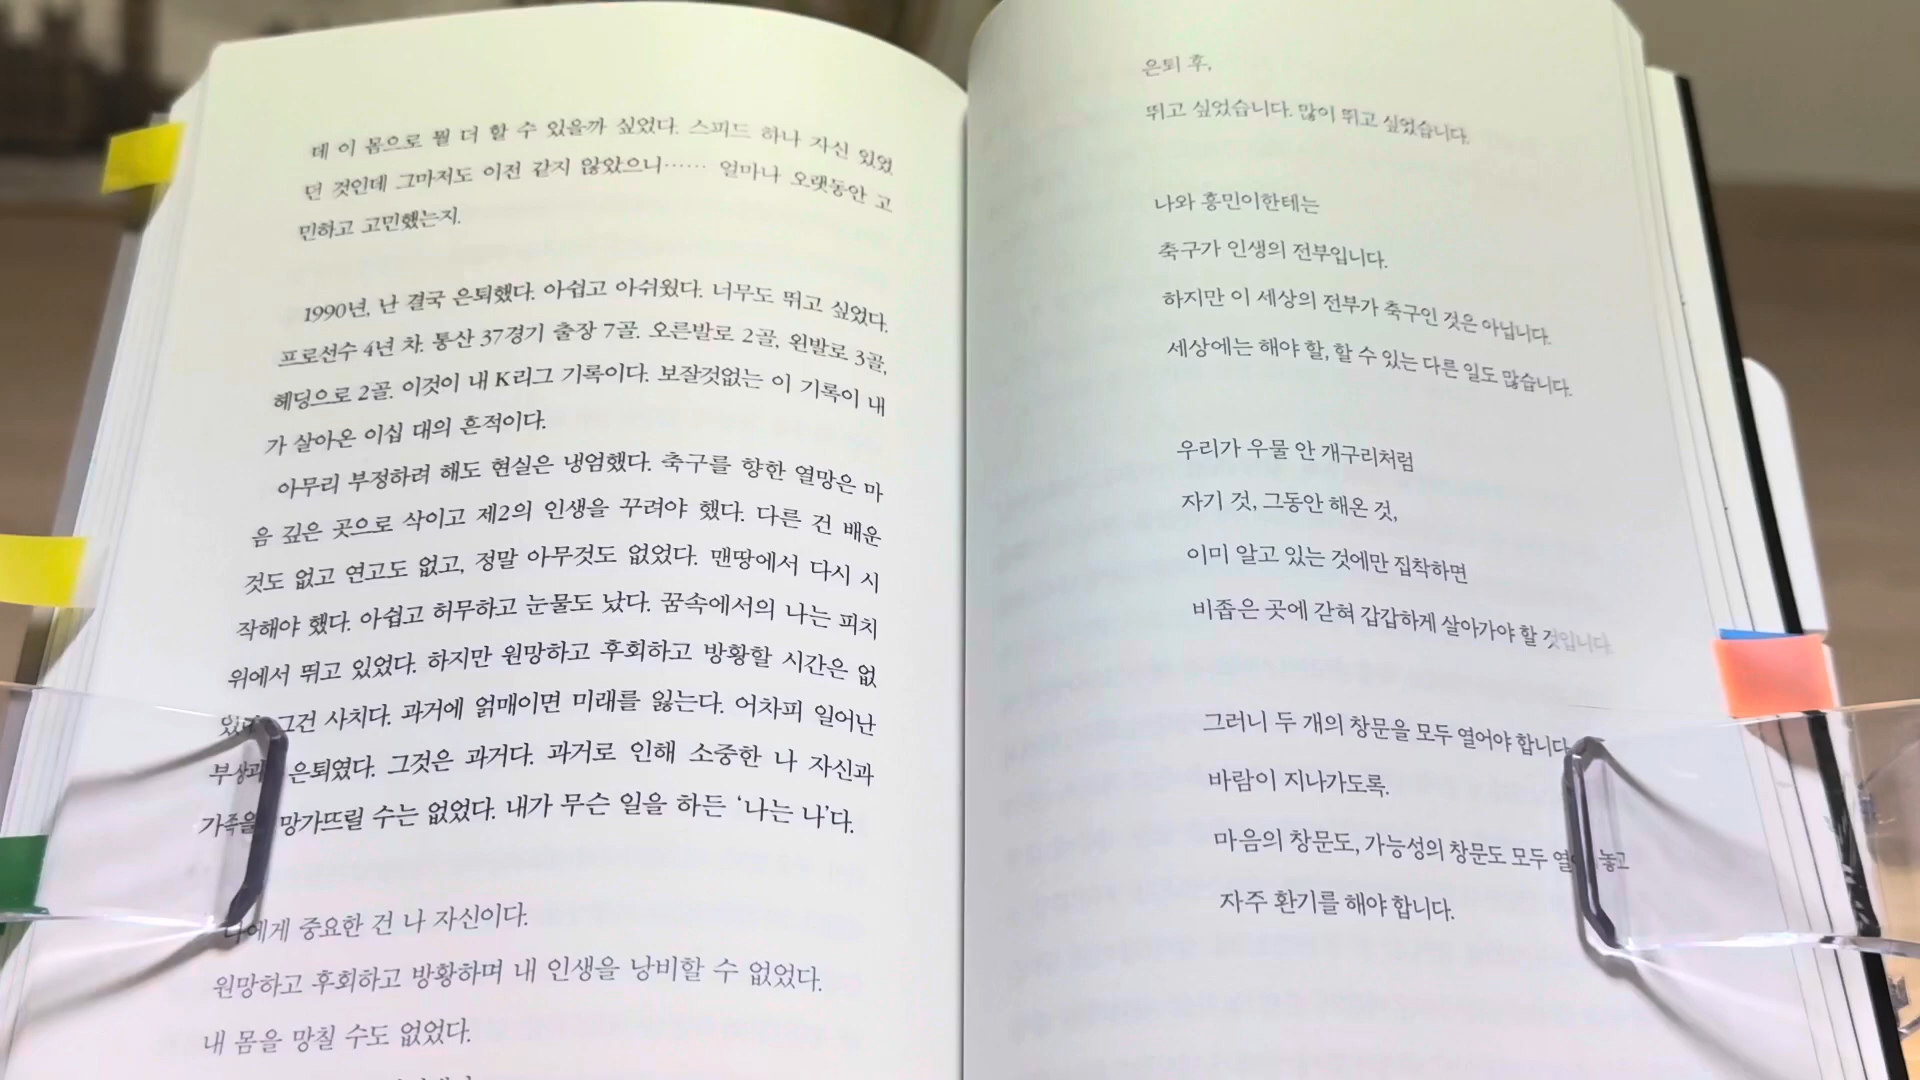 데 이 몸으로 뭘 더 할 수 있을까 싶었다. 스피드 하나 자신 있었
던 것인데 그마저도 이전 같지 않았으니…… 얼마나 오랫동안 고
민하고 고민했는지.
1990년, 난 결국 은퇴했다. 아쉽고 아쉬웠다. 너무도 뛰고 싶었다.
프로선수 4년 차. 통산 37경기 출장 7골. 오른발로 2골, 왼발로 3골,
헤딩으로 2골. 이것이 내 K리그 기록이다. 보잘것없는 이 기록이 내
가 살아온 이십 대의 흔적이다.
아무리 부정하려 해도 현실은 냉엄했다. 축구를 향한 열망은 마
음 깊은 곳으로 삭이고 제2의 인생을 꾸려야 했다. 다른 건 배운
것도 없고 연고도 없고, 정말 아무것도 없었다. 맨땅에서 다시 시
작해야 했다. 아쉽고 허무하고 눈물도 났다. 꿈속에서의 나는 피치
위에서 뛰고 있었다. 하지만 원망하고 후회하고 방황할 시간은 없
었다. 그건 사치다. 과거에 얽매이면 미래를 잃는다. 어차피 일어난
부상과 은퇴였다. 그것은 과거다. 과거로 인해 소중한 나 자신과
가족을 망가뜨릴 수는 없었다. 내가 무슨 일을 하든 ‘나는 나’다.
나에게 중요한 건 나 자신이다.
원망하고 후회하고 방황하며 내 인생을 낭비할 수 없었다.
내 몸을 망칠 수도 없었다.
은퇴 후,
뛰고 싶었습니다. 많이 뛰고 싶었습니다.
나와 흥민이한테는
축구가 인생의 전부입니다.
하지만 이 세상의 전부가 축구인 것은 아닙니다.
세상에는 해야 할, 할 수 있는 다른 일도 많습니다.
우리가 우물 안 개구리처럼
자기 것, 그동안 해온 것,
이미 알고 있는 것에만 집착하면
비좁은 곳에 갇혀 갑갑하게 살아가야 할 것입니다.
그러니 두 개의 창문을 모두 열어야 합니다.
바람이 지나가도록.
마음의 창문도, 가능성의 창문도 모두 놓고
자주 환기를 해야 합니다.